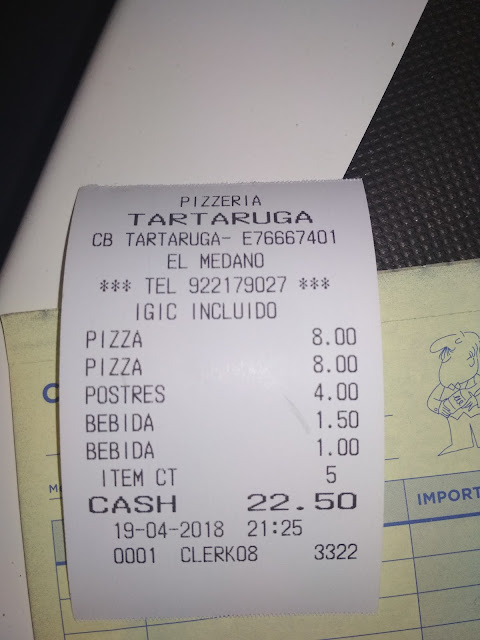 PIZZERIA
TARTARUGA
CB TARTARUGA- E76667401
EL MEDANO
*** TEL 922179027 ***
IGIC INCLUIDO
PIZZA 8.00
PIZZA 8.00
POSTRES 4.00
BEBIDA 1.50
BEBIDA 1.00
ITEM CT 5
CASH 22.50
19-04-2018 21:25
0001 CLERK08 3322
IMPORT